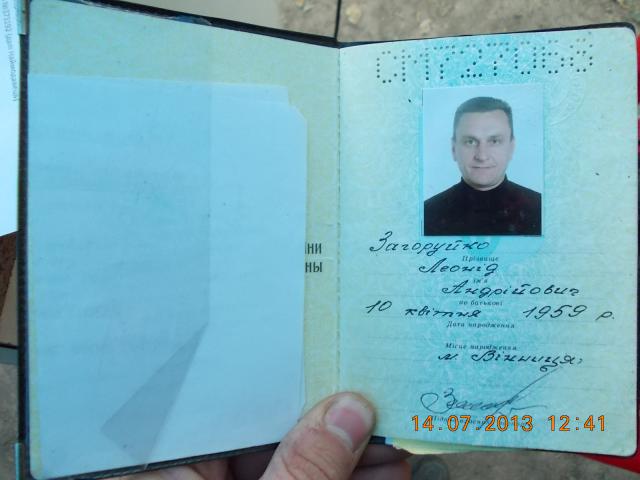 СМ727063
Загоруйко
Прізвище
Леонід
ім'я
Андрійович
по батькові
10 квітня 1959 р.
Дата народження
Місце народження
м. Вінниця
ни
ны
14.07.2013 12:41